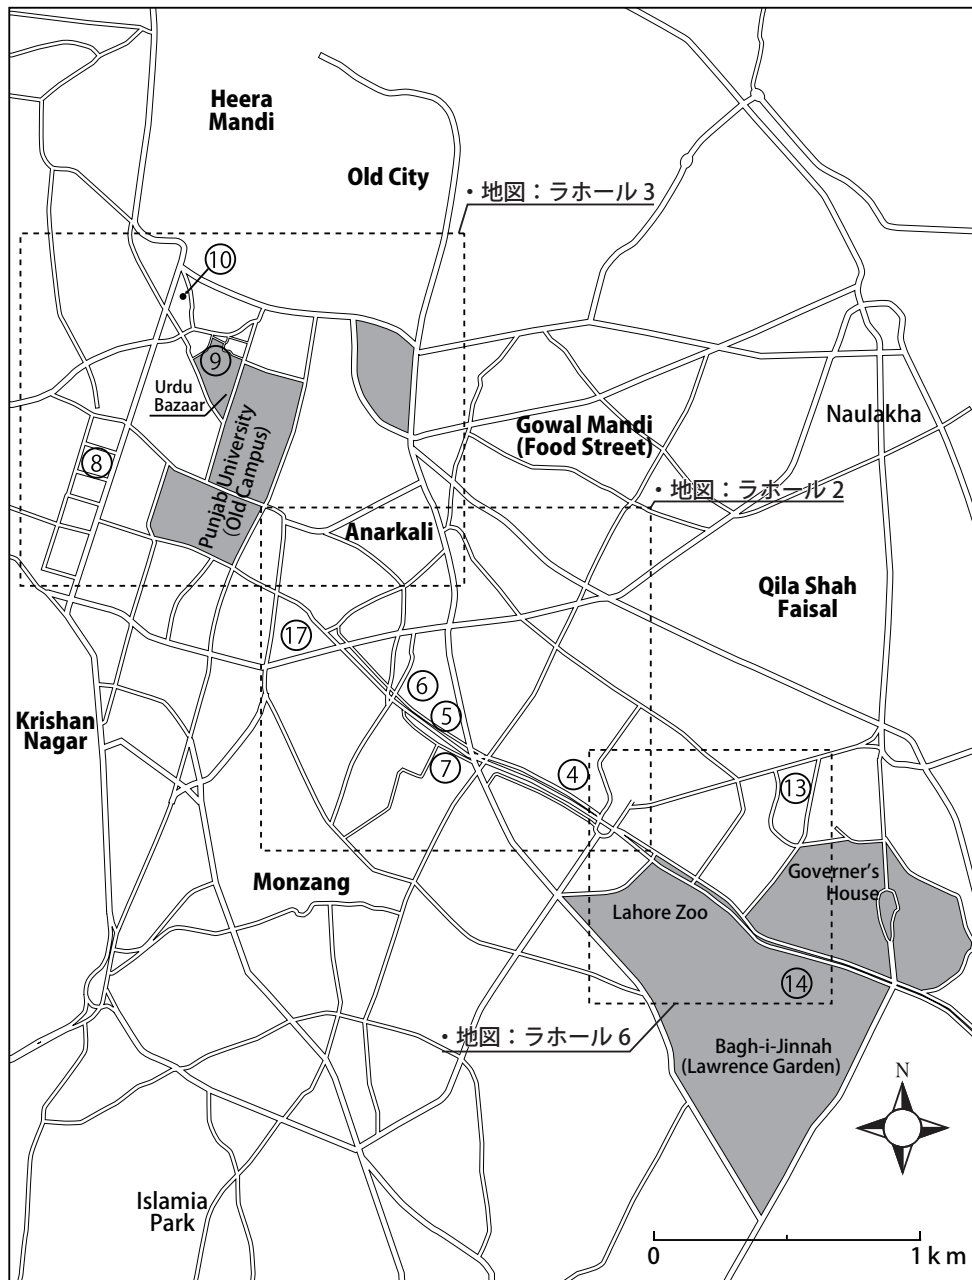 Heera
Mandi
Old City
・地図：ラホール 3
⑩
⑨
Urdu
Bazaar
Punjab University
(Old Campus)
Gowal Mandi
(Food Street)
Naulakha
⑧
・地図：ラホール 2
Anarkali
Qila Shah
Faisal
⑰
⑥
⑤
Krishan
Nagar
⑦
④
⑬
Monzang
Governer's
House
Lahore Zoo
⑭
・地図：ラホール 6
Bagh-i-Jinnah
(Lawrence Garden)
N
Islamia
Park
0
1 k m